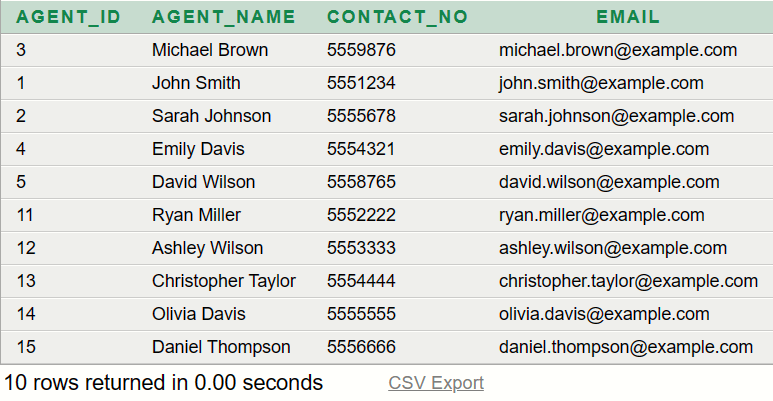 AGENT_ID AGENT_NAME CONTACT_NO EMAIL
3 Michael Brown 5559876 michael.brown@example.com
1 John Smith 5551234 john.smith@example.com
2 Sarah Johnson 5555678 sarah.johnson@example.com
4 Emily Davis 5554321 emily.davis@example.com
5 David Wilson 5558765 david.wilson@example.com
11 Ryan Miller 5552222 ryan.miller@example.com
12 Ashley Wilson 5553333 ashley.wilson@example.com
13 Christopher Taylor 5554444 christopher.taylor@example.com
14 Olivia Davis 5555555 olivia.davis@example.com
15 Daniel Thompson 5556666 daniel.thompson@example.com
10 rows returned in 0.00 seconds CSV Export